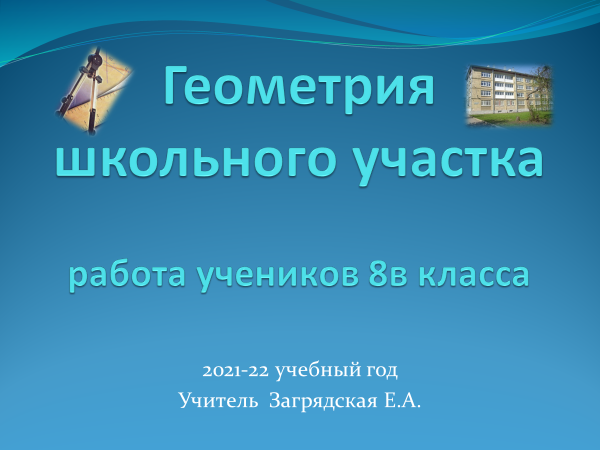 Геометрия
школьного участка
работа учеников 8в класса
2021-22 учебный год
Учитель  Загрядская Е.А.